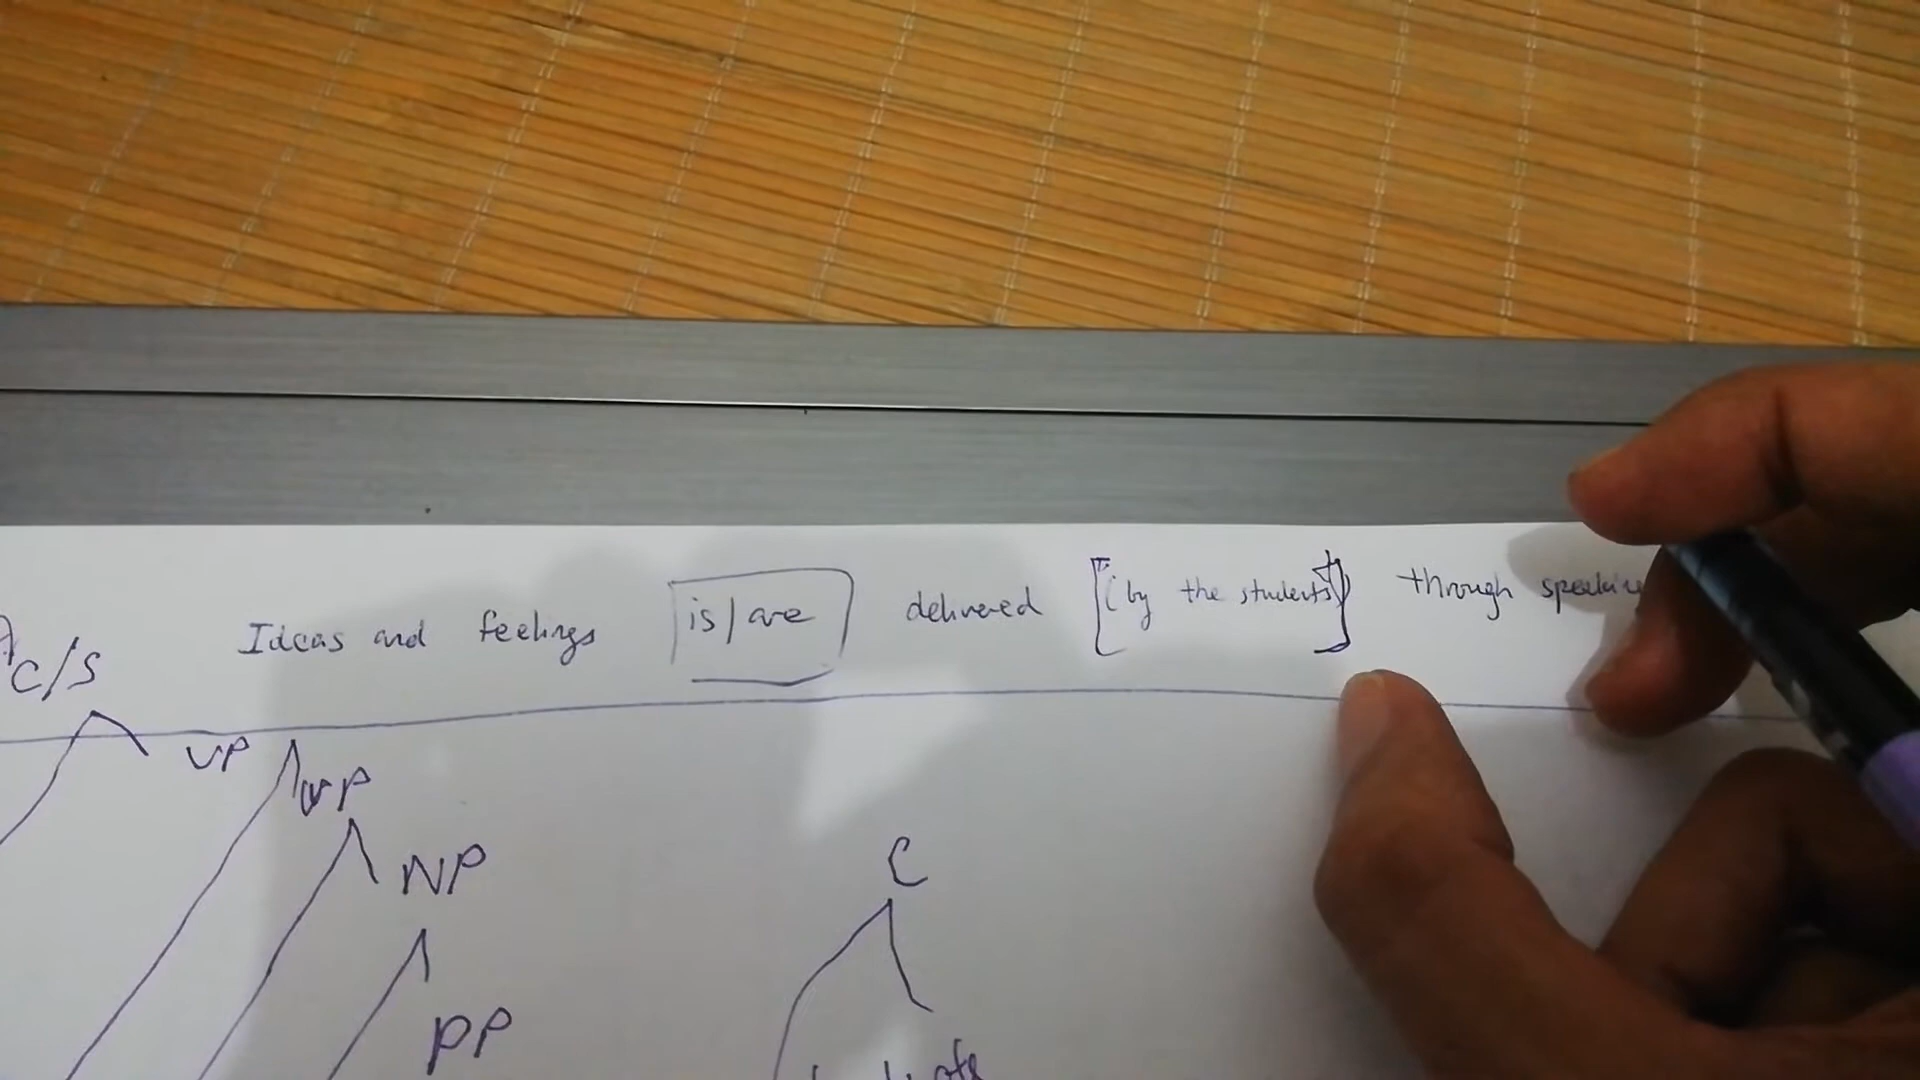 Ideas and feelings is/are delivered [(by the students)] through
C/S
VP
VP
NP
C
PP